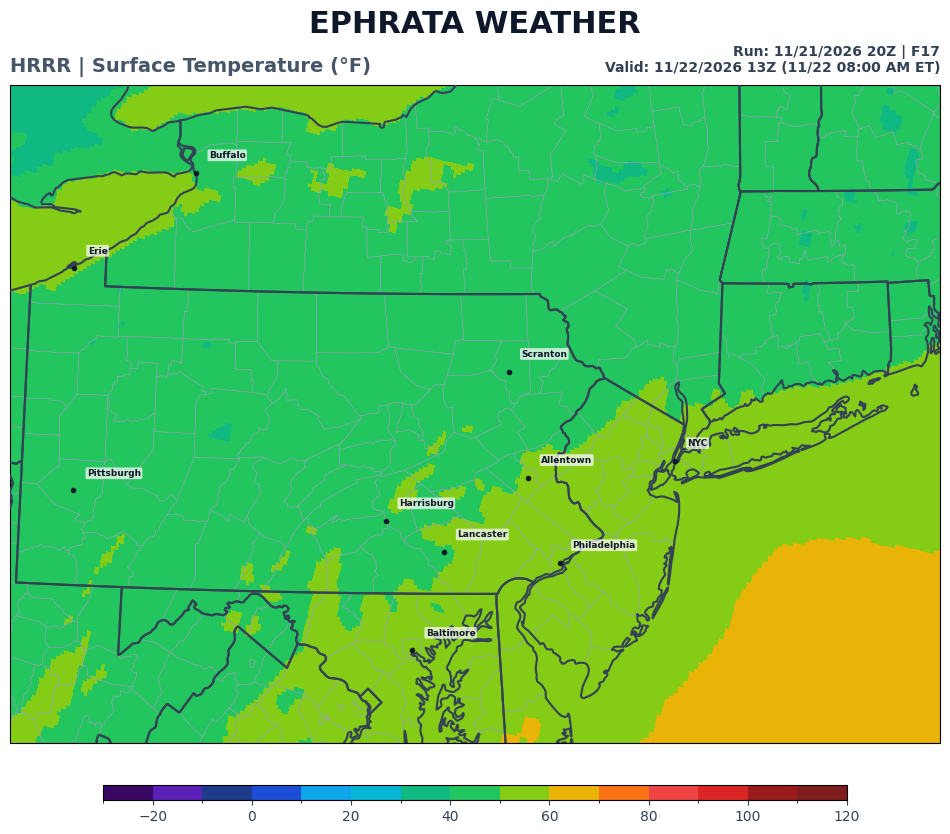 EPHRATA WEATHER
HRRR | Surface Temperature (°F)
Run: 11/21/2026 20Z | F17
Valid: 11/22/2026 13Z (11/22 08:00 AM ET)
Buffalo
Erie
Scranton
NYC
Allentown
Pittsburgh
Harrisburg
Lancaster
Philadelphia
Baltimore
−20 0 20 40 60 80 100 120